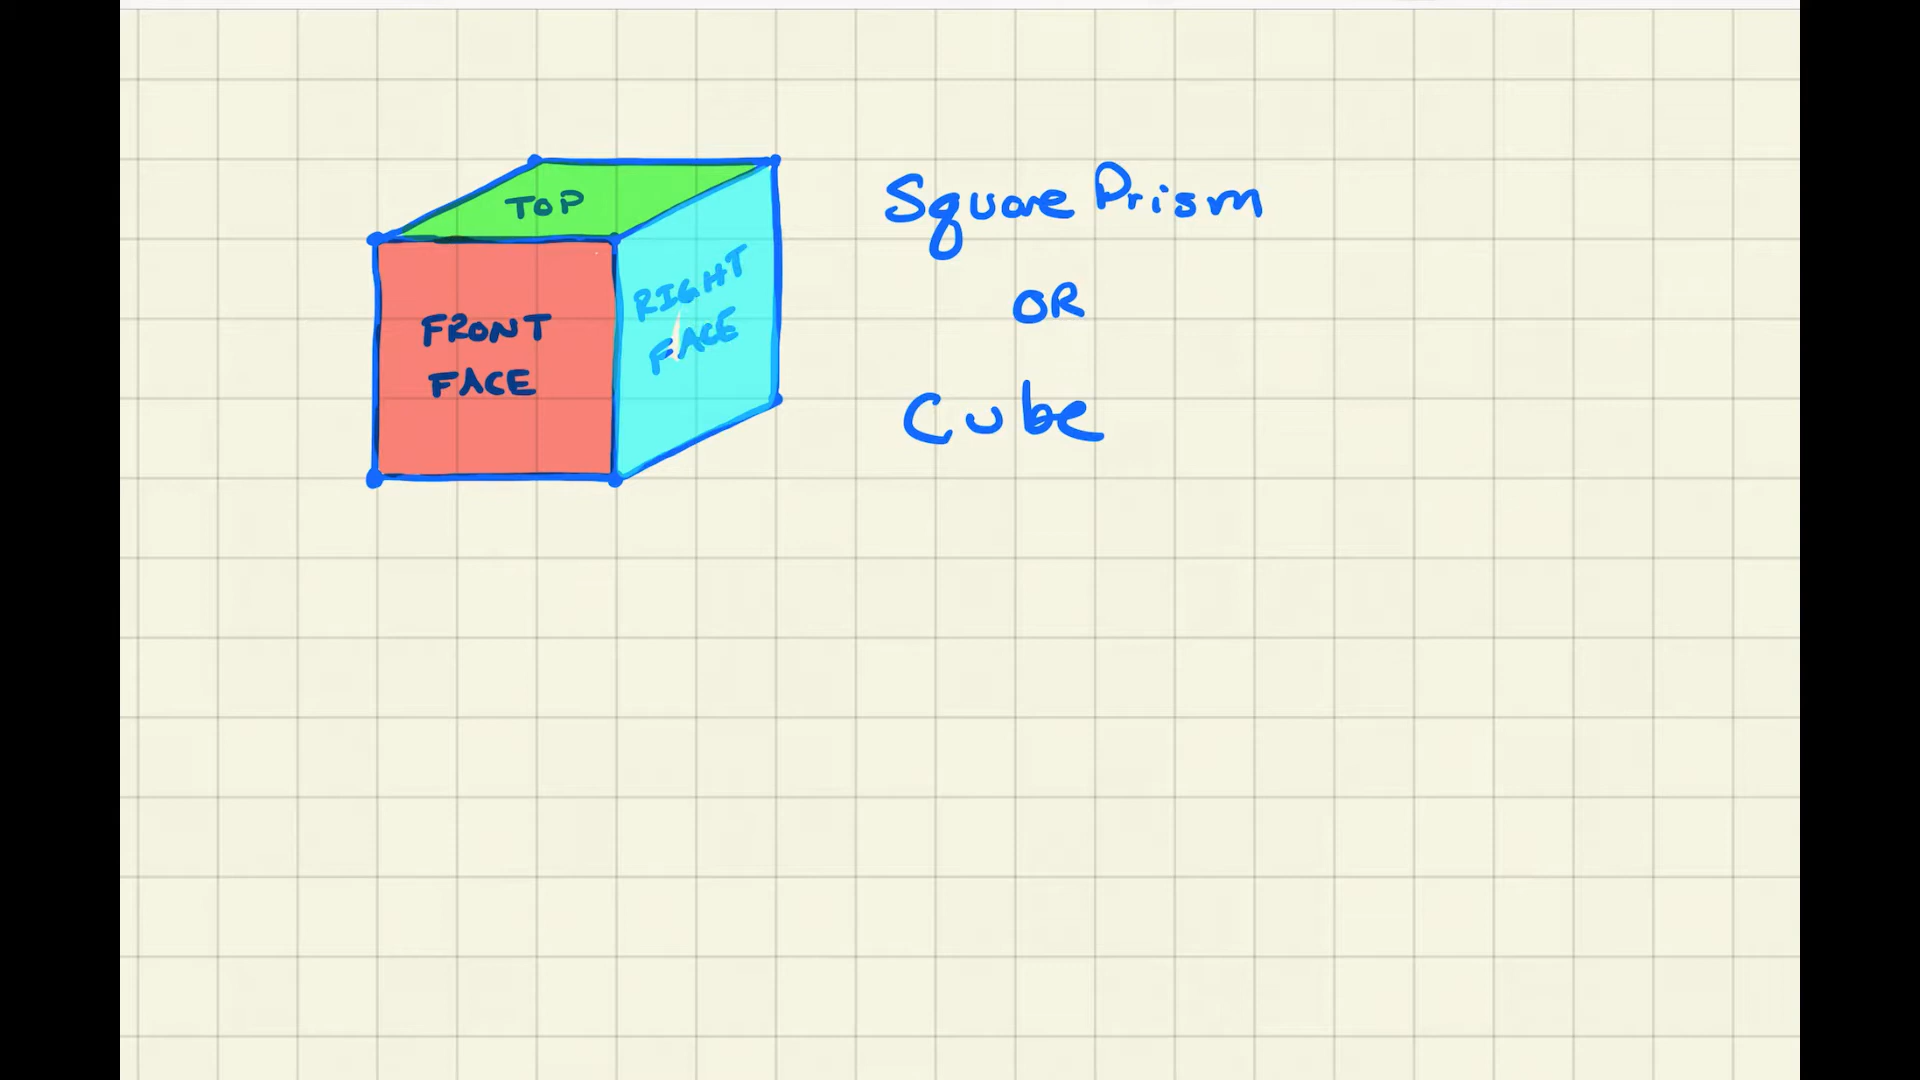 TOP
FRONT
FACE
RIGHT
FACE
Square Prism
OR
Cube